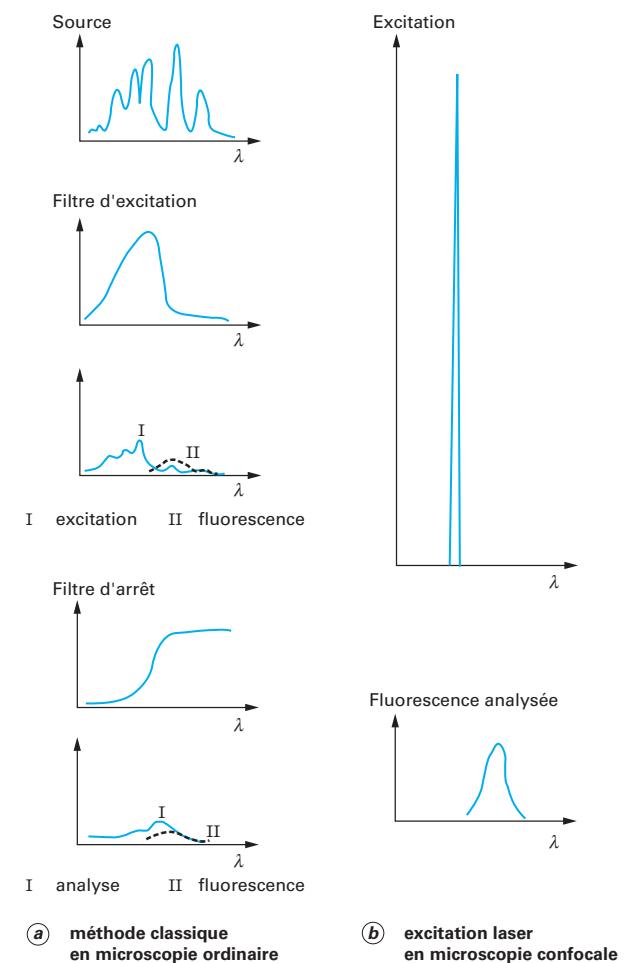 Source
λ
Filtre d'excitation
λ
I
II
λ
I excitation II fluorescence
Filtre d'arrêt
λ
I
II
λ
I analyse II fluorescence
a méthode classique
en microscopie ordinaire
Excitation
λ
Fluorescence analysée
λ
b excitation laser
en microscopie confocale